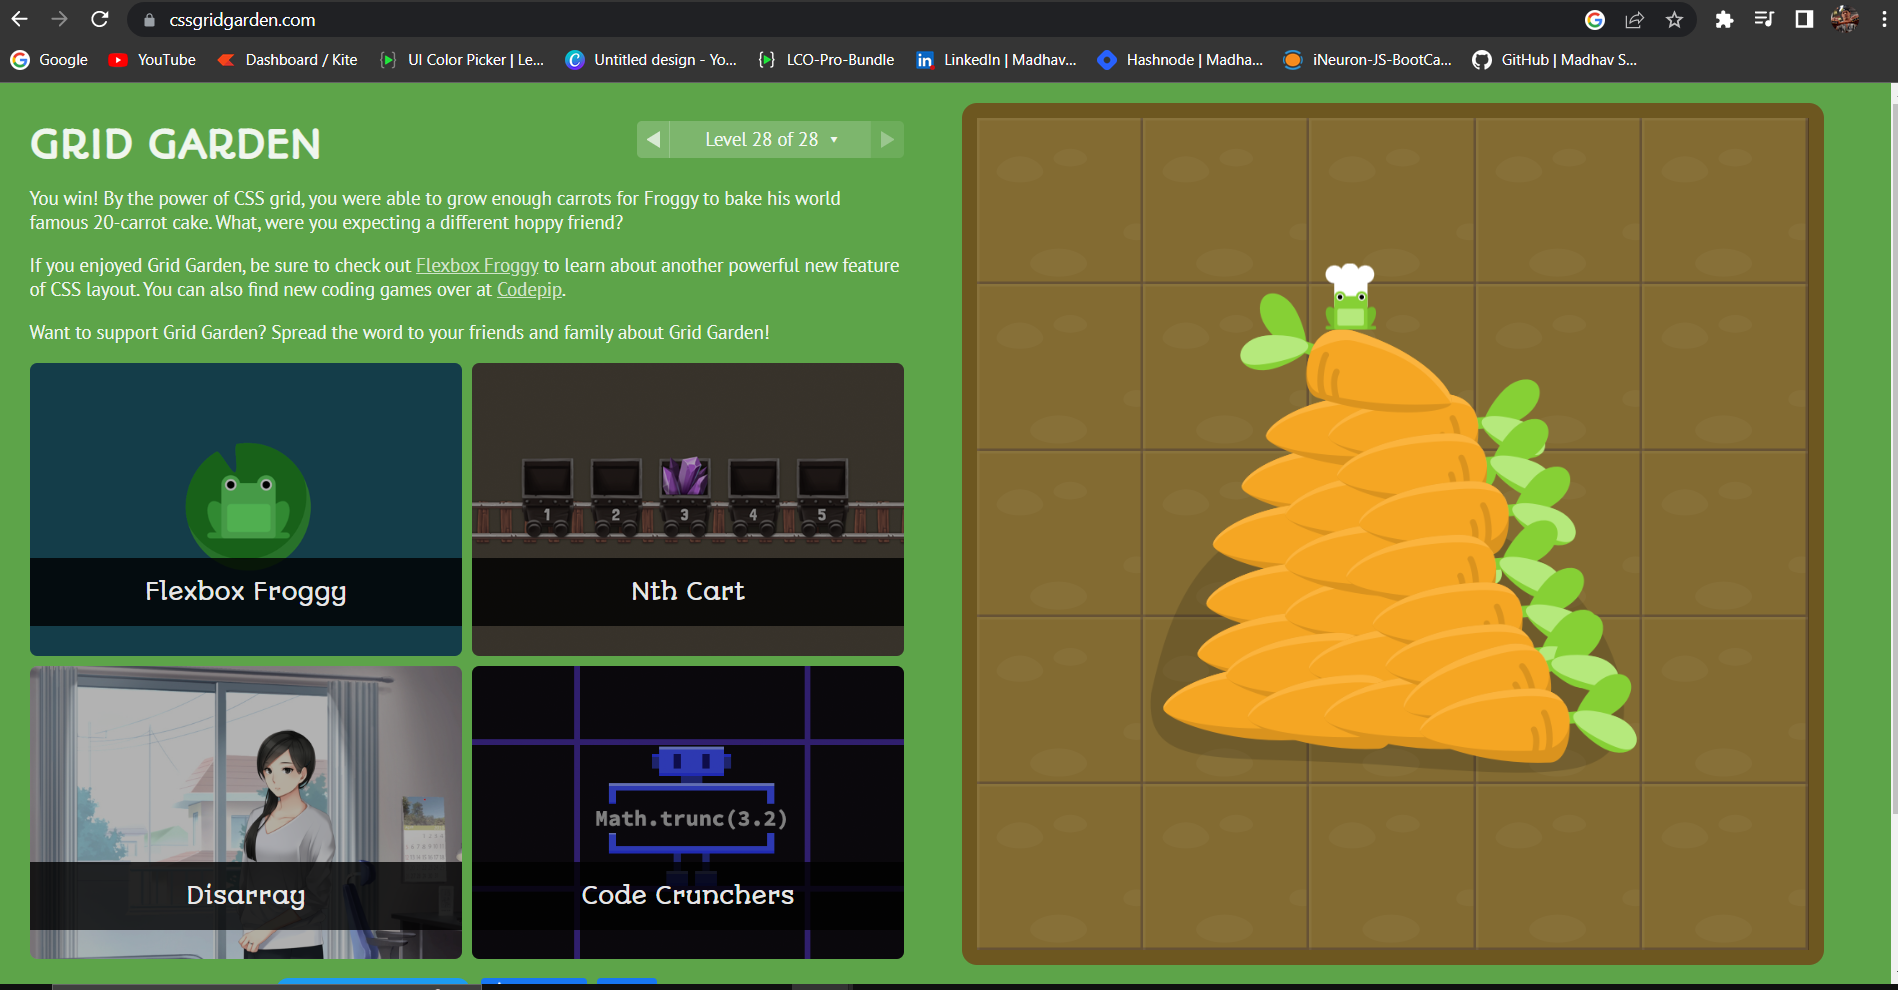 cssgridgarden.com
Google YouTube Dashboard / Kite UI Color Picker | Le... Untitled design - Yo... LCO-Pro-Bundle LinkedIn | Madhav... Hashnode | Madha... iNeuron-JS-BootCa... GitHub | Madhav S...
GRID GARDEN
Level 28 of 28
You win! By the power of CSS grid, you were able to grow enough carrots for Froggy to bake his world
famous 20-carrot cake. What, were you expecting a different hoppy friend?
If you enjoyed Grid Garden, be sure to check out Flexbox Froggy to learn about another powerful new feature
of CSS layout. You can also find new coding games over at Codepip.
Want to support Grid Garden? Spread the word to your friends and family about Grid Garden!
1 2 3 4 5
Flexbox Froggy
Nth Cart
Math.trunc(3.2)
Disarray
Code Crunchers